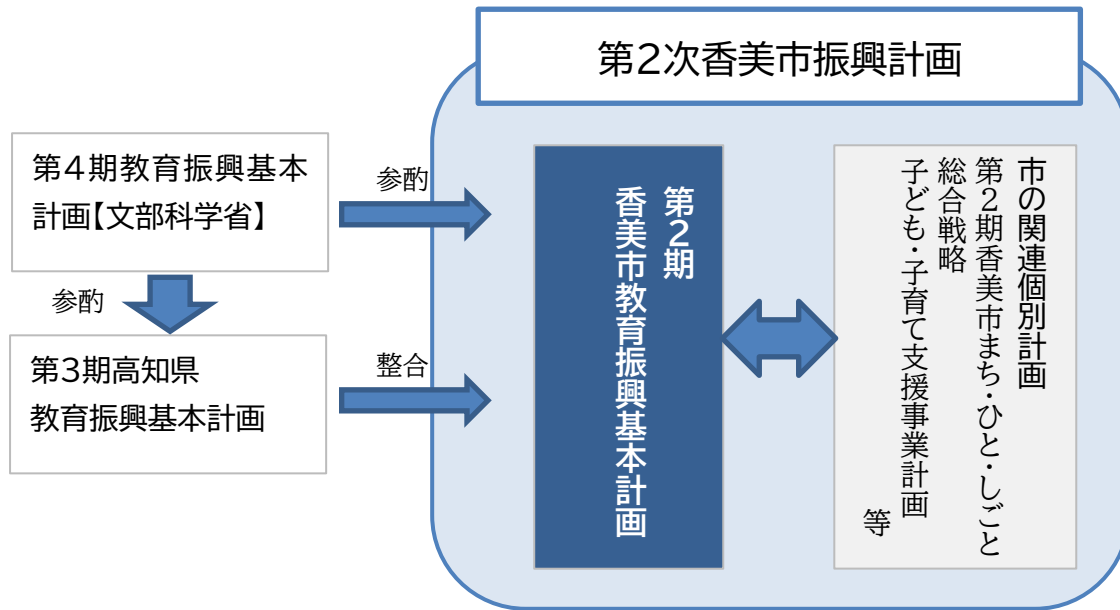 第2次香美市振興計画
第4期教育振興基本
計画【文部科学省】
参酌
参酌
第3期高知県
教育振興基本計画
整合
第2期
香美市教育振興基本計画
市の関連個別計画
第2期香美市まち・ひと・しごと
総合戦略
子ども・子育て支援事業計画
等